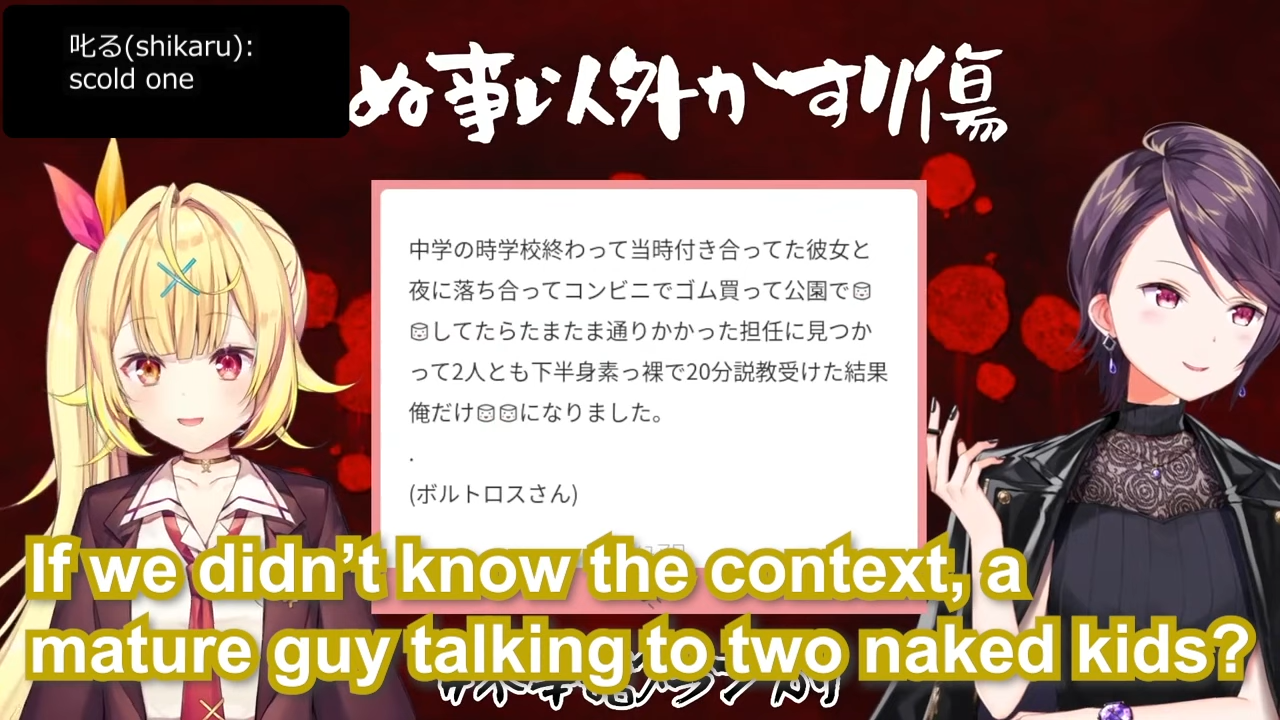 叱る(shikaru):
scold one
ぬ事以外かすり傷
中学の時学校終わって当時付き合ってた彼女と
夜に落ち合ってコンビニでゴム買って公園で
してたらたまたま通りかかった担任に見つか
って2人とも下半身素っ裸で20分説教受けた結果
俺だけになりました。
.
(ボルトロスさん)
If we didn't know the context, a
mature guy talking to two naked kids?